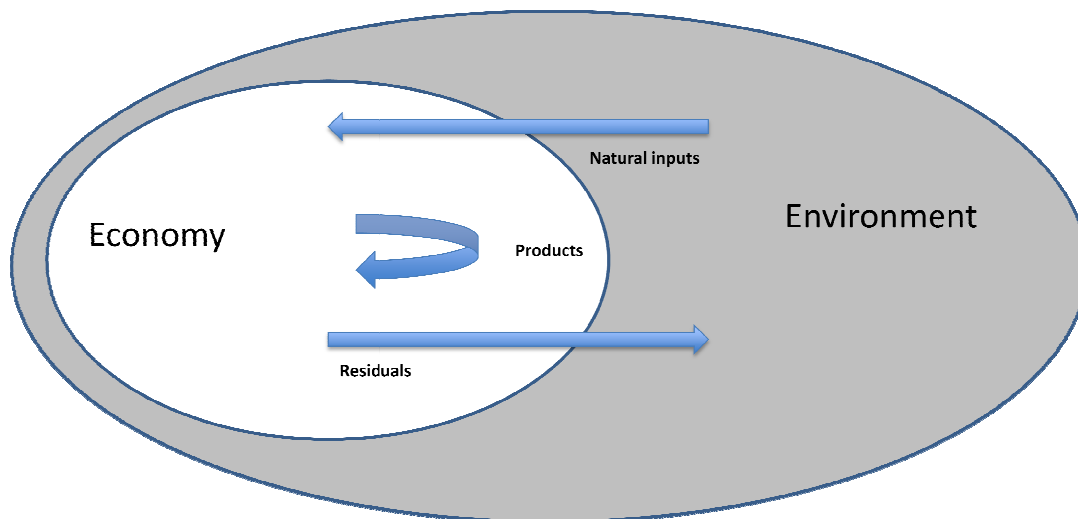 Natural inputs
Environment
Economy
Products
Residuals